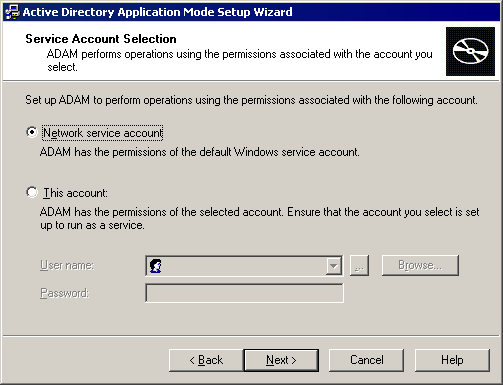 Active Directory Application Mode Setup Wizard
Service Account Selection
ADAM performs operations using the permissions associated with the account you
select.
Set up ADAM to perform operations using the permissions associated with the following account.
Network service account
ADAM has the permissions of the default Windows service account.
This account:
ADAM has the permissions of the selected account. Ensure that the account you select is set
up to run as a service.
User name:
...
Browse...
Password:
< Back
Next >
Cancel
Help